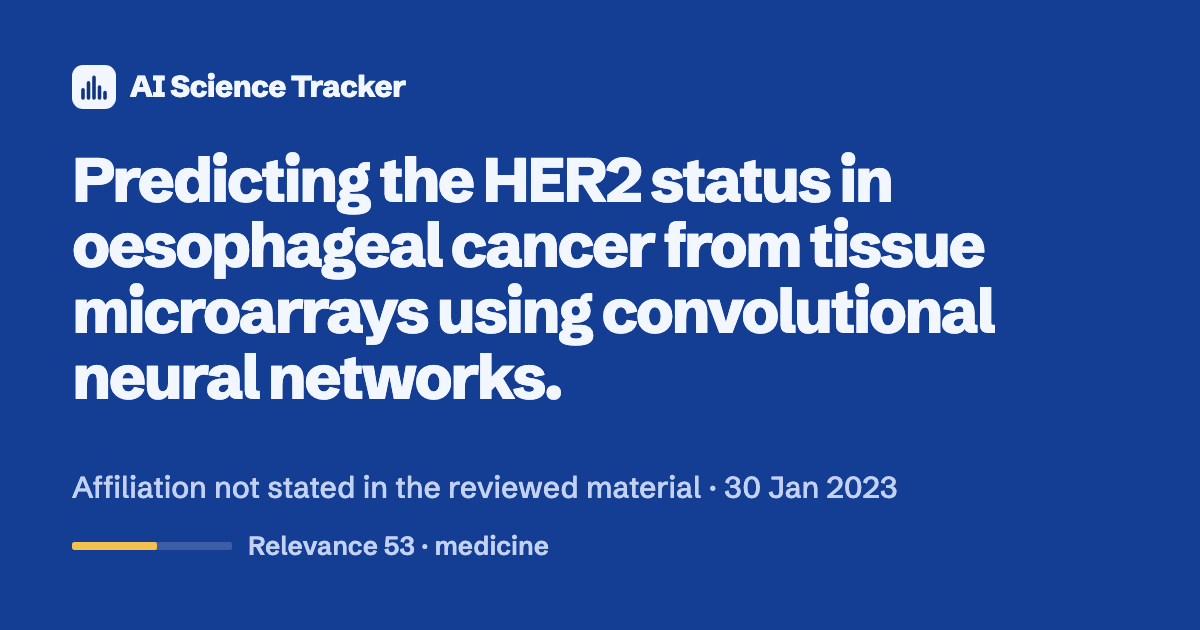 AI Science Tracker
Predicting the HER2 status in
oesophageal cancer from tissue
microarrays using convolutional
neural networks.
Affiliation not stated in the reviewed material · 30 Jan 2023
Relevance 53 · medicine